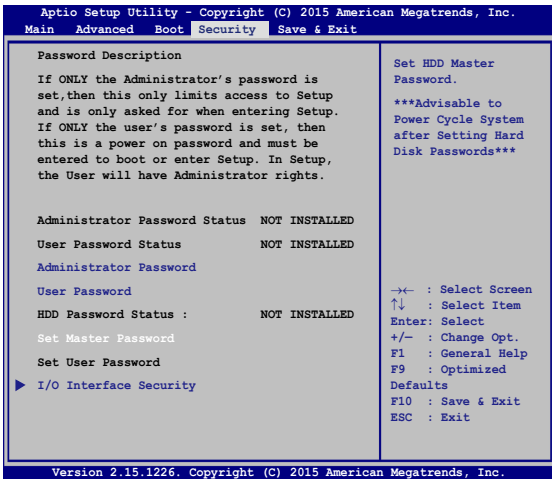 Aptio Setup Utility - Copyright (C) 2015 American Megatrends, Inc.
Main Advanced Boot Security Save & Exit
Password Description
If ONLY the Administrator's password is
set,then this only limits access to Setup
and is only asked for when entering Setup.
If ONLY the user's password is set, then
this is a power on password and must be
entered to boot or enter Setup. In Setup,
the User will have Administrator rights.
Administrator Password Status NOT INSTALLED
User Password Status NOT INSTALLED
Administrator Password
User Password
HDD Password Status : NOT INSTALLED
Set Master Password
Set User Password
I/O Interface Security
Set HDD Master
Password.
***Advisable to
Power Cycle System
after Setting Hard
Disk Passwords***
→← : Select Screen
↑↓ : Select Item
Enter: Select
+/— : Change Opt.
F1 : General Help
F9 : Optimized
Defaults
F10 : Save & Exit
ESC : Exit
Version 2.15.1226. Copyright (C) 2015 American Megatrends, Inc.